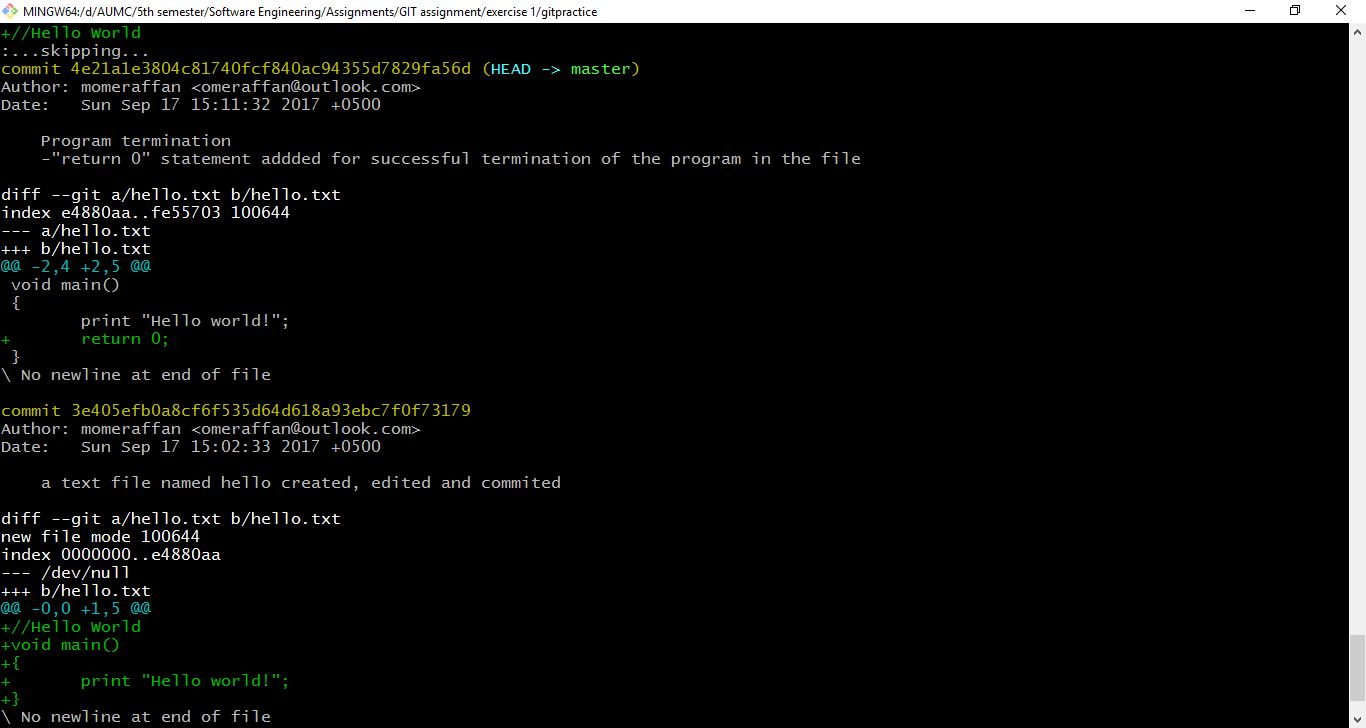 MINGW64:/d/AUMC/5th semester/Software Engineering/Assignments/GIT assignment/exercise 1/gitpractice
+//Hello World
:...skipping...
commit 4e21a1e3804c81740fcf840ac94355d7829fa56d (HEAD -> master)
Author: momeraffan <omeraffan@outlook.com>
Date:   Sun Sep 17 15:11:32 2017 +0500

    Program termination
    -"return 0" statement addded for successful termination of the program in the file

diff --git a/hello.txt b/hello.txt
index e4880aa..fe55703 100644
--- a/hello.txt
+++ b/hello.txt
@@ -2,4 +2,5 @@
 void main()
 {
        print "Hello world!";
+       return 0;
 }
\ No newline at end of file

commit 3e405efb0a8cf6f535d64d618a93ebc7f0f73179
Author: momeraffan <omeraffan@outlook.com>
Date:   Sun Sep 17 15:02:33 2017 +0500

    a text file named hello created, edited and commited

diff --git a/hello.txt b/hello.txt
new file mode 100644
index 0000000..e4880aa
--- /dev/null
+++ b/hello.txt
@@ -0,0 +1,5 @@
+//Hello World
+void main()
+{
+       print "Hello world!";
+}
\ No newline at end of file